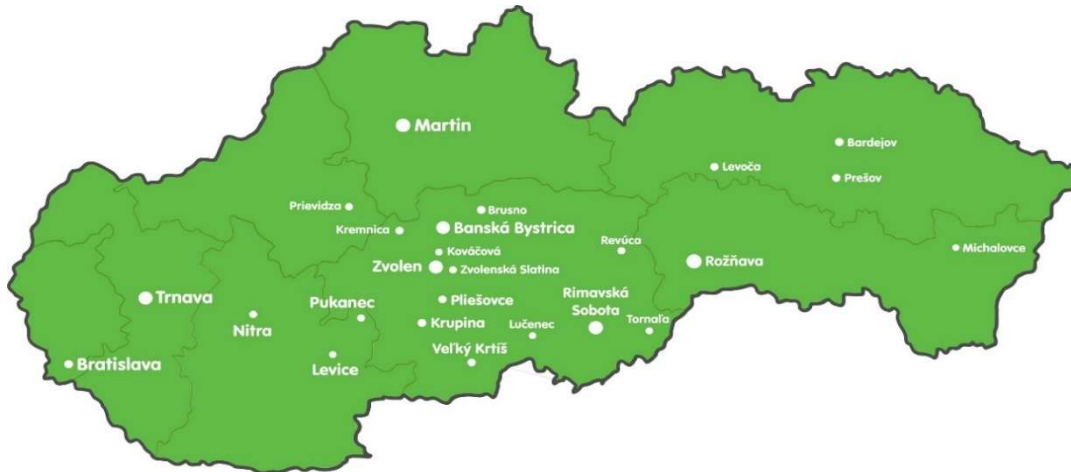 Martin
Bardejov
Levoča
Prešov
Prievidza
Brusno
Kremnica
Banská Bystrica
Revúca
Michalovce
Kováčová
Zvolen
Zvolenská Slatina
Rožňava
Trnava
Pukanec
Pliešovce
Rimavská
Sobota
Nitra
Krupina
Lučenec
Tornaľa
Veľký Krtíš
Levice
Bratislava